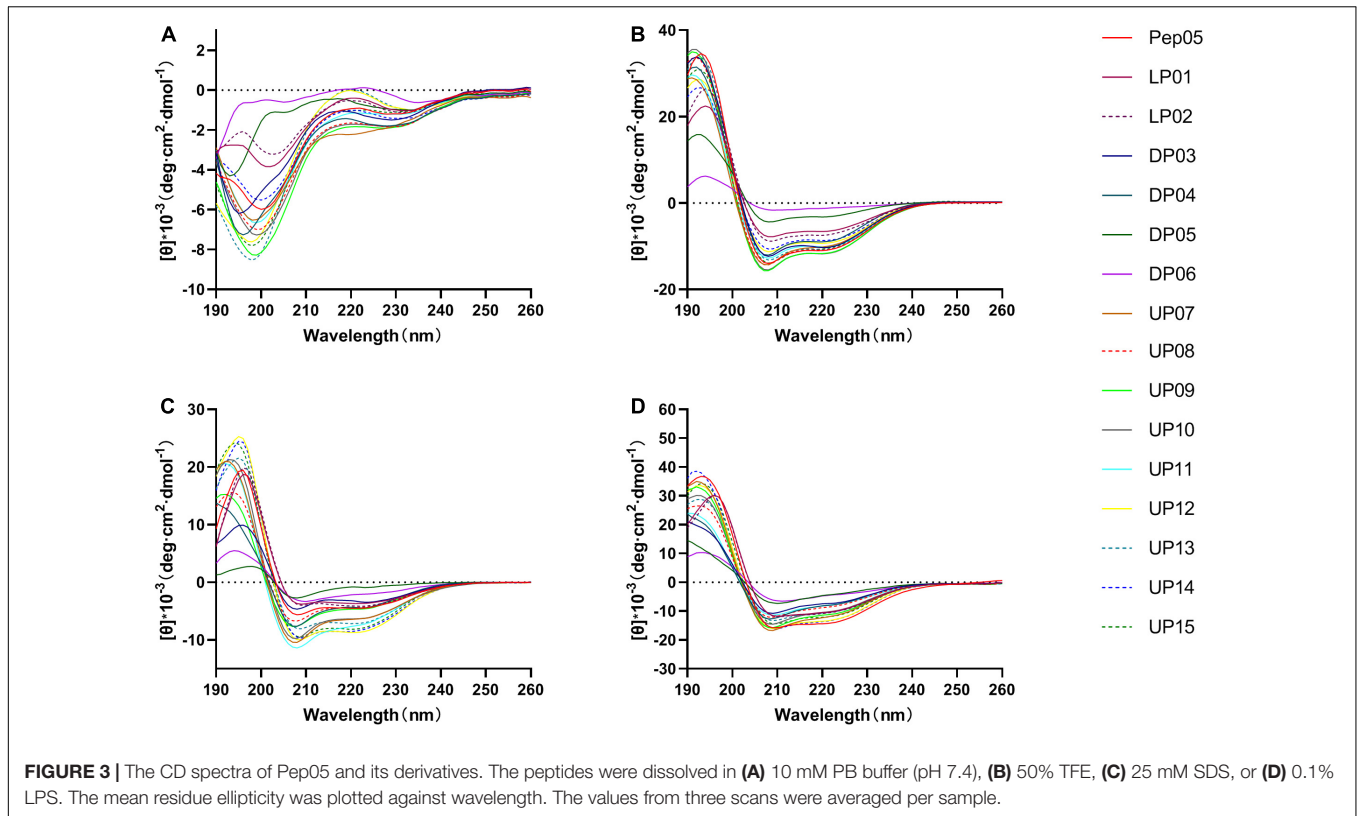 A
[θ]*10⁻³ (deg·cm²·dmol⁻¹)
2
0
-2
-4
-6
-8
-10
190 200 210 220 230 240 250 260
Wavelength (nm)
B
[θ]*10⁻³ (deg·cm²·dmol⁻¹)
40
20
0
-20
190 200 210 220 230 240 250 260
Wavelength (nm)
C
[θ]*10⁻³ (deg·cm²·dmol⁻¹)
30
20
10
0
-10
190 200 210 220 230 240 250 260
Wavelength (nm)
D
[θ]*10⁻³ (deg·cm²·dmol⁻¹)
60
50
40
30
20
10
0
-10
-20
-30
190 200 210 220 230 240 250 260
Wavelength (nm)
Pep05
LP01
LP02
DP03
DP04
DP05
DP06
UP07
UP08
UP09
UP10
UP11
UP12
UP13
UP14
UP15
FIGURE 3 | The CD spectra of Pep05 and its derivatives. The peptides were dissolved in (A) 10 mM PB buffer (pH 7.4), (B) 50% TFE, (C) 25 mM SDS, or (D) 0.1%
LPS. The mean residue ellipticity was plotted against wavelength. The values from three scans were averaged per sample.